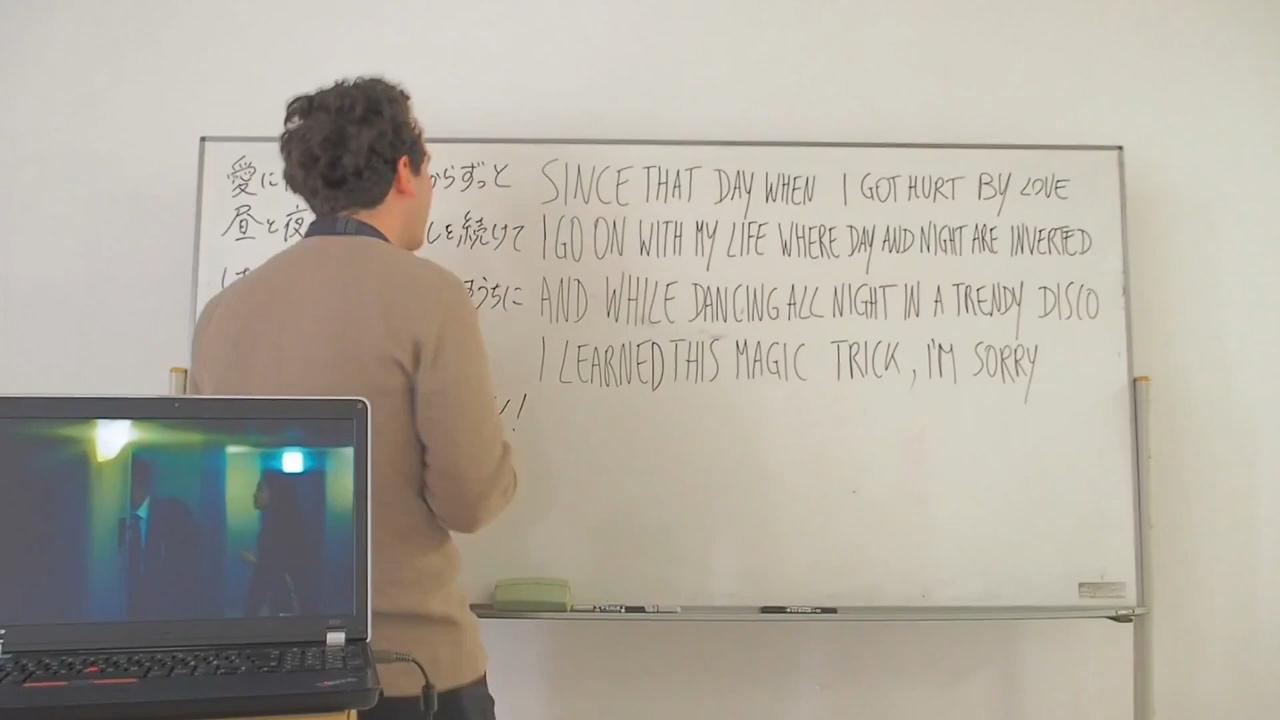 愛に からずっと SINCE THAT DAY WHEN I GOT HURT BY LOVE
昼と夜 しを続けて I GO ON WITH MY LIFE WHERE DAY AND NIGHT ARE INVERTED
うちに AND WHILE DANCING ALL NIGHT IN A TRENDY DISCO
I LEARNED THIS MAGIC TRICK, I'M SORRY
!